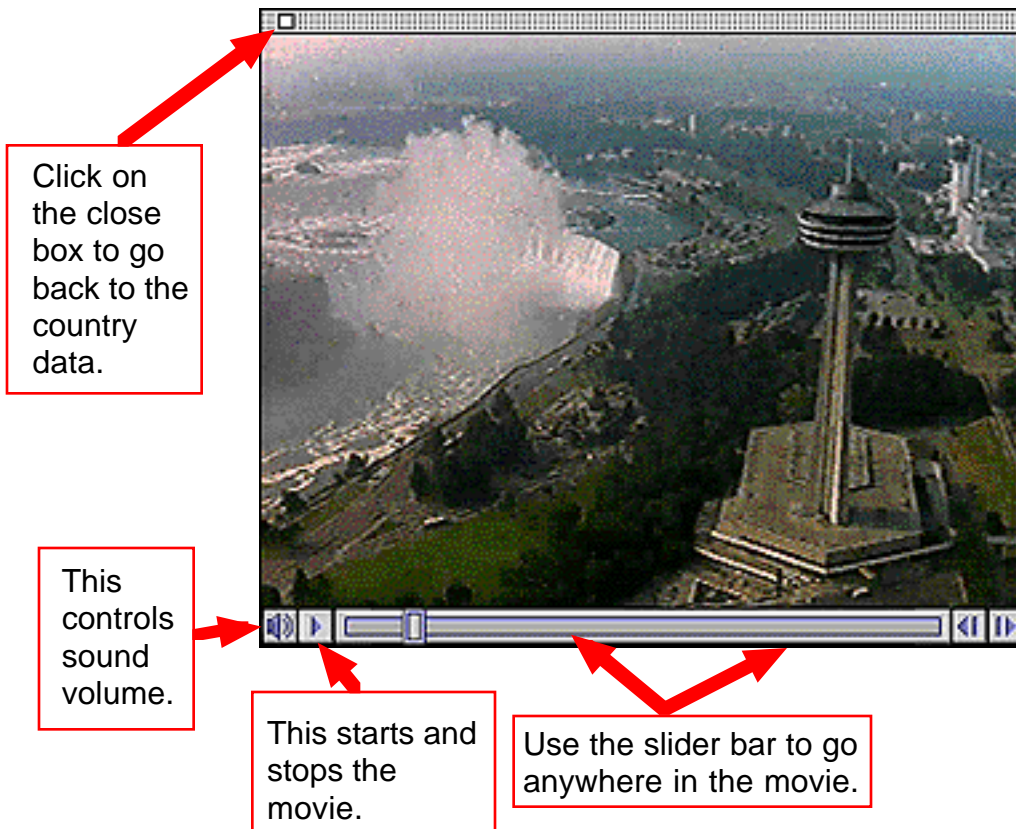 Click on
the close
box to go
back to the
country
data.
This
controls
sound
volume.
This starts and
stops the
movie.
Use the slider bar to go
anywhere in the movie.